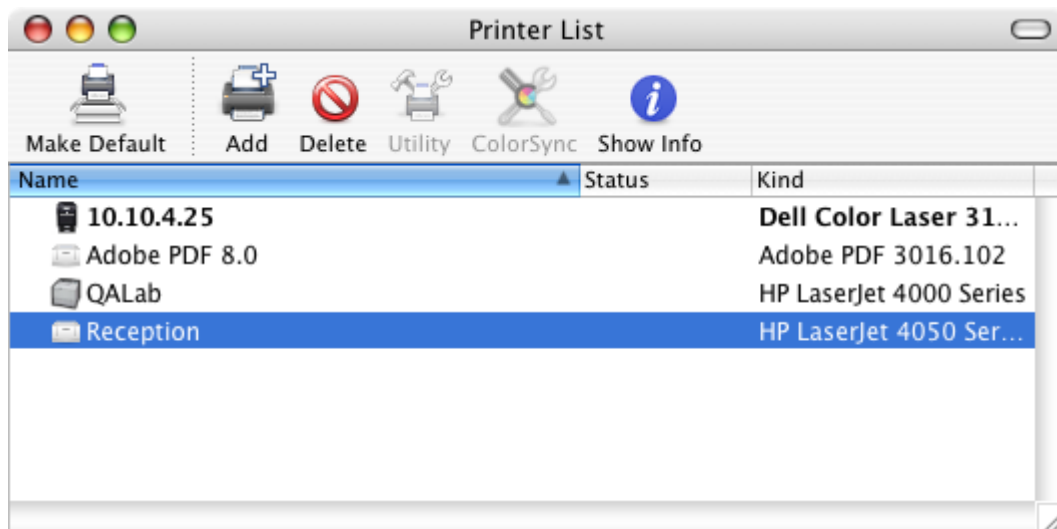 Printer List
Make Default Add Delete Utility ColorSync Show Info
Name Status Kind
10.10.4.25 Dell Color Laser 31...
Adobe PDF 8.0 Adobe PDF 3016.102
QALab HP LaserJet 4000 Series
Reception HP LaserJet 4050 Ser...